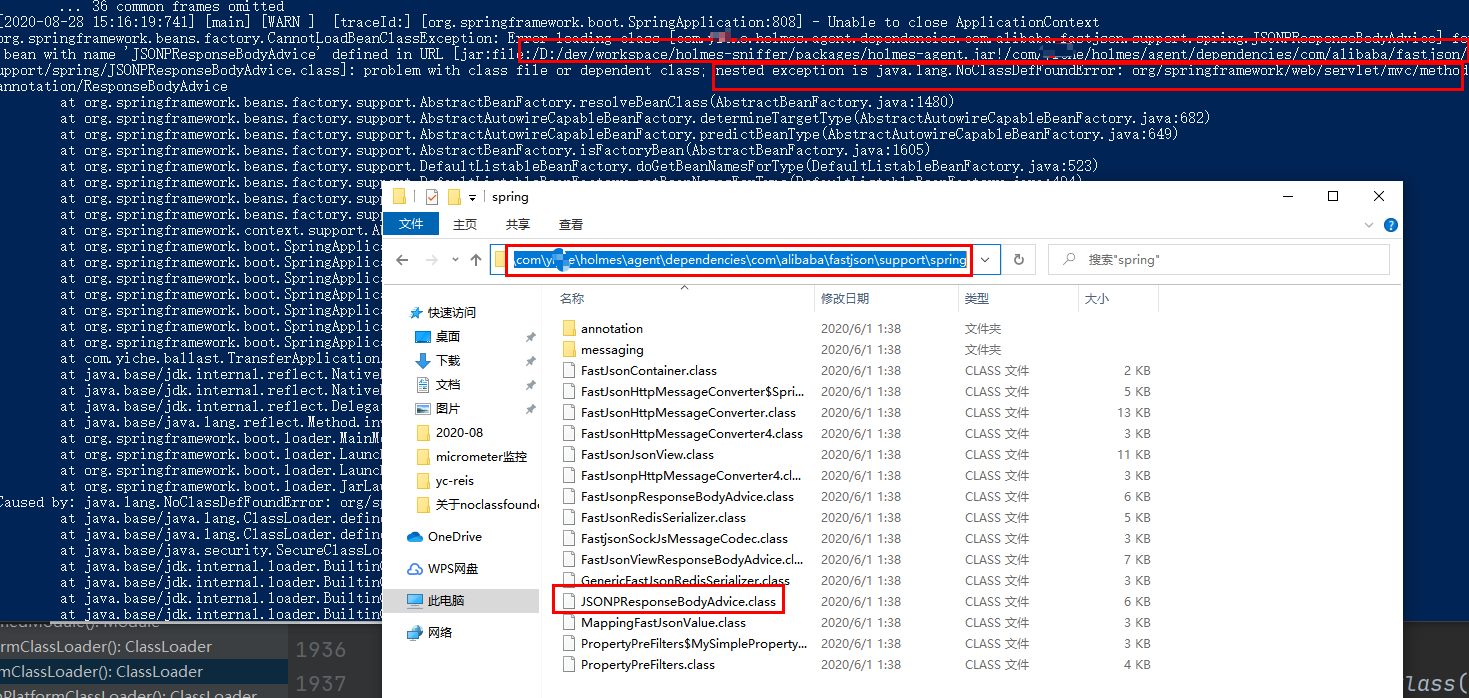 ... 36 common frames omitted
[2020-08-28 15:16:19:741] [main] [WARN ]  [traceId:] [org.springframework.boot.SpringApplication:808] - Unable to close ApplicationContext
org.springframework.beans.factory.CannotLoadBeanClassException: Error loading class
bean with name 'JSONPResponseBodyAdvice' defined in URL [jar:file:/D:/dev/workspace/holmes-sniffer/packages/holmes-agent.jar!/com/ /holmes/agent/dependencies/com/alibaba/fastjson/
upport/spring/JSONPResponseBodyAdvice.class]: problem with class file or dependent class; nested exception is java.lang.NoClassDefFoundError: org/springframework/web/servlet/mvc/method
annotation/ResponseBodyAdvice
at org.springframework.beans.factory.support.AbstractBeanFactory.resolveBeanClass(AbstractBeanFactory.java:1480)
at org.springframework.beans.factory.support.AbstractAutowireCapableBeanFactory.determineTargetType(AbstractAutowireCapableBeanFactory.java:682)
at org.springframework.beans.factory.support.AbstractAutowireCapableBeanFactory.predictBeanType(AbstractAutowireCapableBeanFactory.java:649)
at org.springframework.beans.factory.support.AbstractBeanFactory.isFactoryBean(AbstractBeanFactory.java:1605)
at org.springframework.beans.factory.support.DefaultListableBeanFactory.doGetBeanNamesForType(DefaultListableBeanFactory.java:523)
at org.springframework.beans.factory.support.DefaultListableBeanFactory.getBeanNamesForType(DefaultListableBeanFactory.java:494)
at org.springframework.beans.factory.sup
at org.springframework.beans.factory.sup
at org.springframework.beans.factory.sup
at org.springframework.context.support.A
at org.springframework.boot.SpringApplic
at org.springframework.boot.SpringApplic
at org.springframework.boot.SpringApplic
at org.springframework.boot.SpringApplic
at org.springframework.boot.SpringApplic
at org.springframework.boot.SpringApplic
at org.springframework.boot.SpringApplic
at com.yiche.ballast.TransferApplication.
at java.base/jdk.internal.reflect.Native
at java.base/jdk.internal.reflect.Native
at java.base/jdk.internal.reflect.Delega
at java.base/java.lang.reflect.Method.in
at org.springframework.boot.loader.MainMe
at org.springframework.boot.loader.Launc
at org.springframework.boot.loader.Launc
at org.springframework.boot.loader.JarLau
Caused by: java.lang.NoClassDefFoundError: org/sp
at java.base/java.lang.ClassLoader.define
at java.base/java.lang.ClassLoader.define
at java.base/java.security.SecureClassLoa
at java.base/jdk.internal.loader.BuiltinC
at java.base/jdk.internal.loader.BuiltinC
at java.base/jdk.internal.loader.BuiltinC
at java.base/jdk.internal.loader.BuiltinC
rmClassLoader(): ClassLoader
mClassLoader(): ClassLoader
PlatformClassLoader(): ClassLoader
1936
1937
lass(
spring
文件 主页 共享 查看
\holmes\agent\dependencies\com\alibaba\fastjson\support\spring
搜索"spring"
快速访问
桌面
下载
文档
图片
2020-08
micrometer监控
yc-reis
关于noclassfounde
OneDrive
WPS网盘
此电脑
网络
名称 修改日期 类型 大小
annotation 2020/6/1 1:38 文件夹
messaging 2020/6/1 1:38 文件夹
FastJsonContainer.class 2020/6/1 1:38 CLASS 文件 2 KB
FastJsonHttpMessageConverter$Spri... 2020/6/1 1:38 CLASS 文件 5 KB
FastJsonHttpMessageConverter.class 2020/6/1 1:38 CLASS 文件 13 KB
FastJsonHttpMessageConverter4.class 2020/6/1 1:38 CLASS 文件 3 KB
FastJsonJsonView.class 2020/6/1 1:38 CLASS 文件 11 KB
FastJsonpHttpMessageConverter4.cl... 2020/6/1 1:38 CLASS 文件 3 KB
FastJsonpResponseBodyAdvice.class 2020/6/1 1:38 CLASS 文件 6 KB
FastJsonRedisSerializer.class 2020/6/1 1:38 CLASS 文件 5 KB
FastjsonSockJsMessageCodec.class 2020/6/1 1:38 CLASS 文件 3 KB
FastJsonViewResponseBodyAdvice.cl... 2020/6/1 1:38 CLASS 文件 7 KB
GenericFastJsonRedisSerializer.class 2020/6/1 1:38 CLASS 文件 3 KB
JSONPResponseBodyAdvice.class 2020/6/1 1:38 CLASS 文件 6 KB
MappingFastJsonValue.class 2020/6/1 1:38 CLASS 文件 3 KB
PropertyPreFilters$MySimpleProperty... 2020/6/1 1:38 CLASS 文件 3 KB
PropertyPreFilters.class 2020/6/1 1:38 CLASS 文件 4 KB